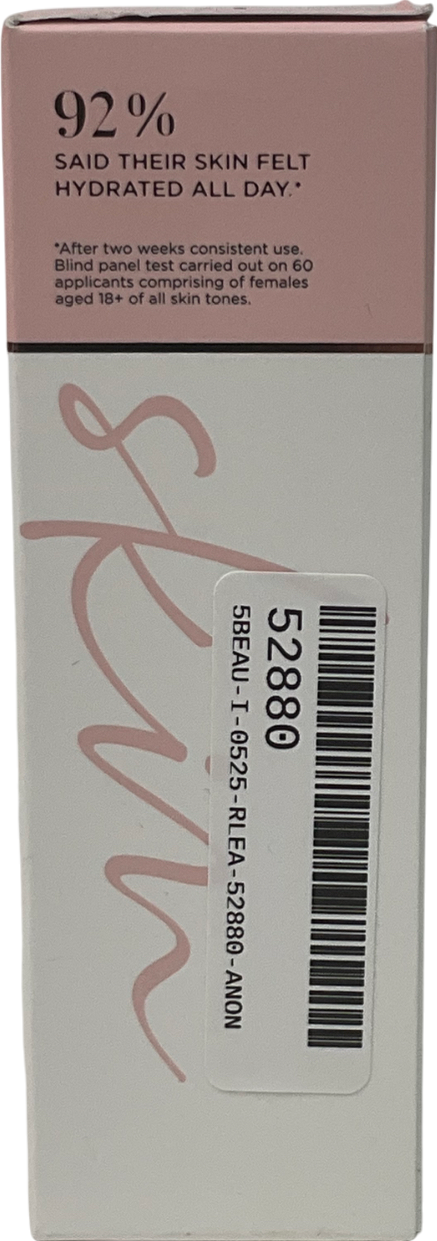 92%
SAID THEIR SKIN FELT
HYDRATED ALL DAY.*
*After two weeks consistent use.
Blind panel test carried out on 60
applicants comprising of females
aged 18+ of all skin tones.
skin
52880
5BEAU-I-0525-RLEA-52880-ANON